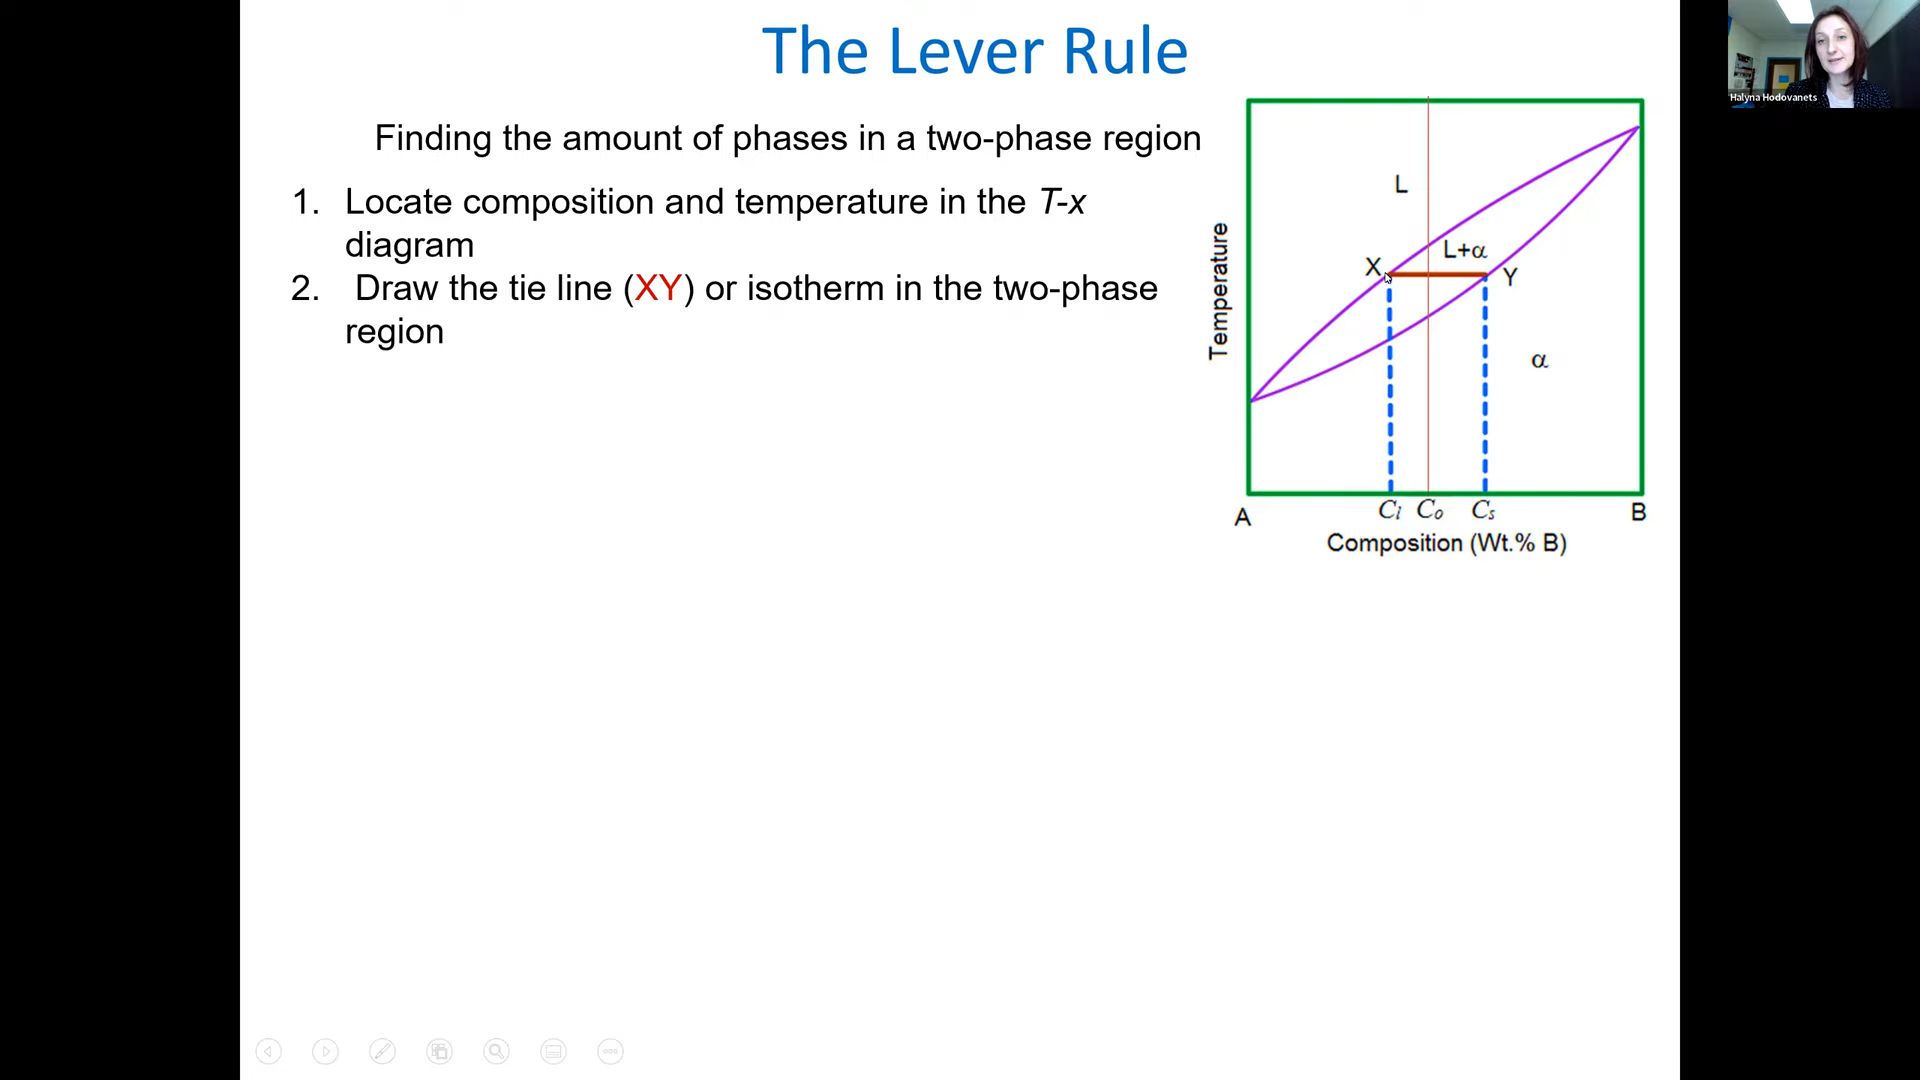 The Lever Rule
Halyna Hodovanets
Finding the amount of phases in a two-phase region
1. Locate composition and temperature in the T-x
diagram
2. Draw the tie line (XY) or isotherm in the two-phase
region
Temperature
L
L+α
X
Y
α
A
Cl Co Cs
B
Composition (Wt.% B)